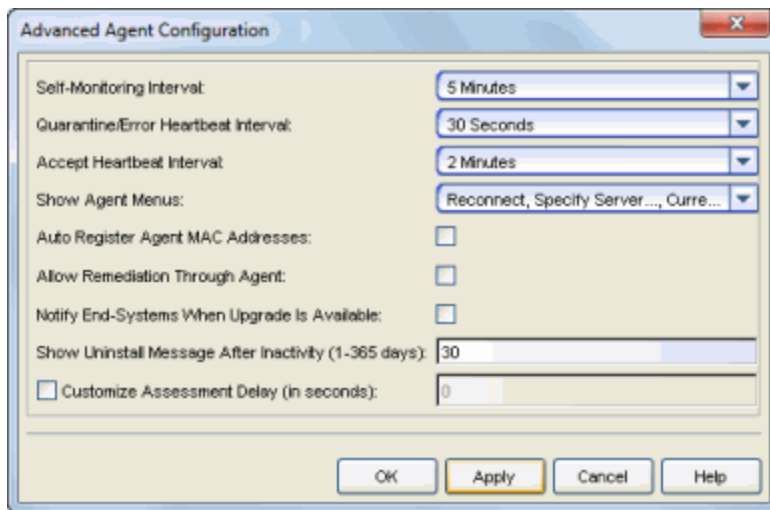 Advanced Agent Configuration
Self-Monitoring Interval: 5 Minutes
Quarantine/Error Heartbeat Interval: 30 Seconds
Accept Heartbeat Interval: 2 Minutes
Show Agent Menus: Reconnect, Specify Server..., Curre...
Auto Register Agent MAC Addresses:
Allow Remediation Through Agent:
Notify End-Systems When Upgrade Is Available:
Show Uninstall Message After Inactivity (1-365 days): 30
Customize Assessment Delay (in seconds): 0
OK Apply Cancel Help